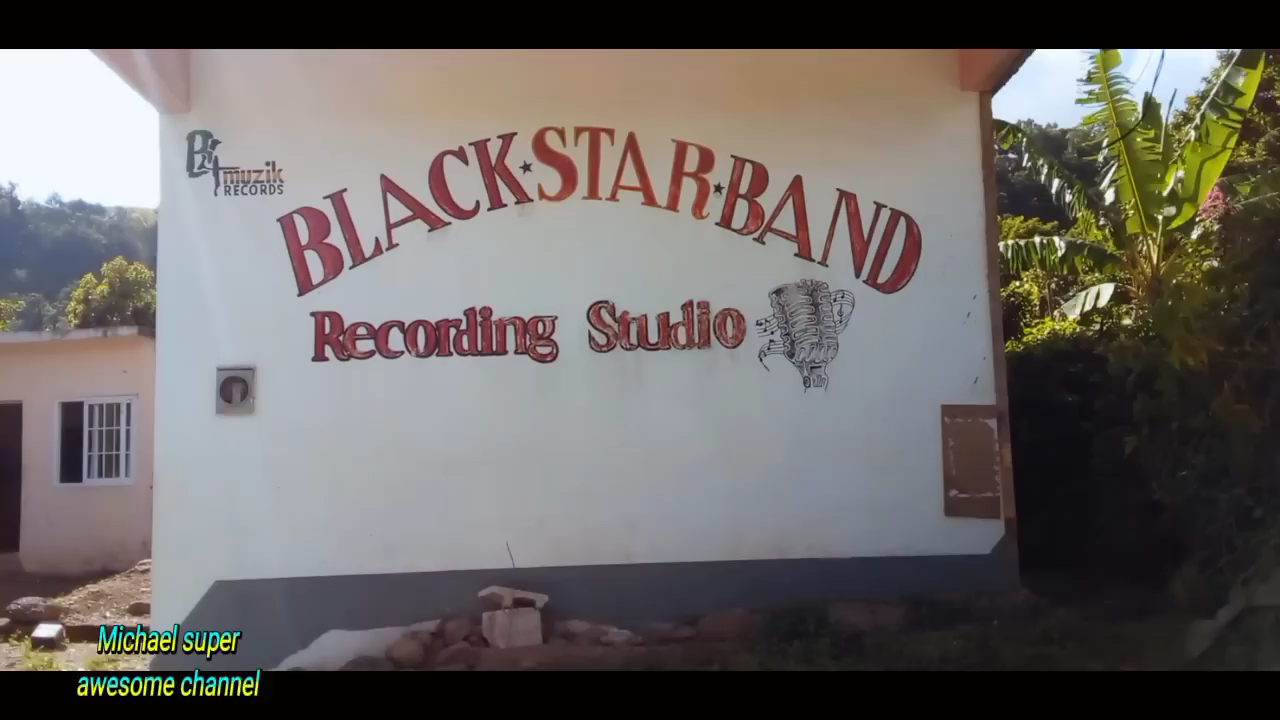 muzik
RECORDS
BLACK★STAR★BAND
Recording Studio
Michael super
awesome channel